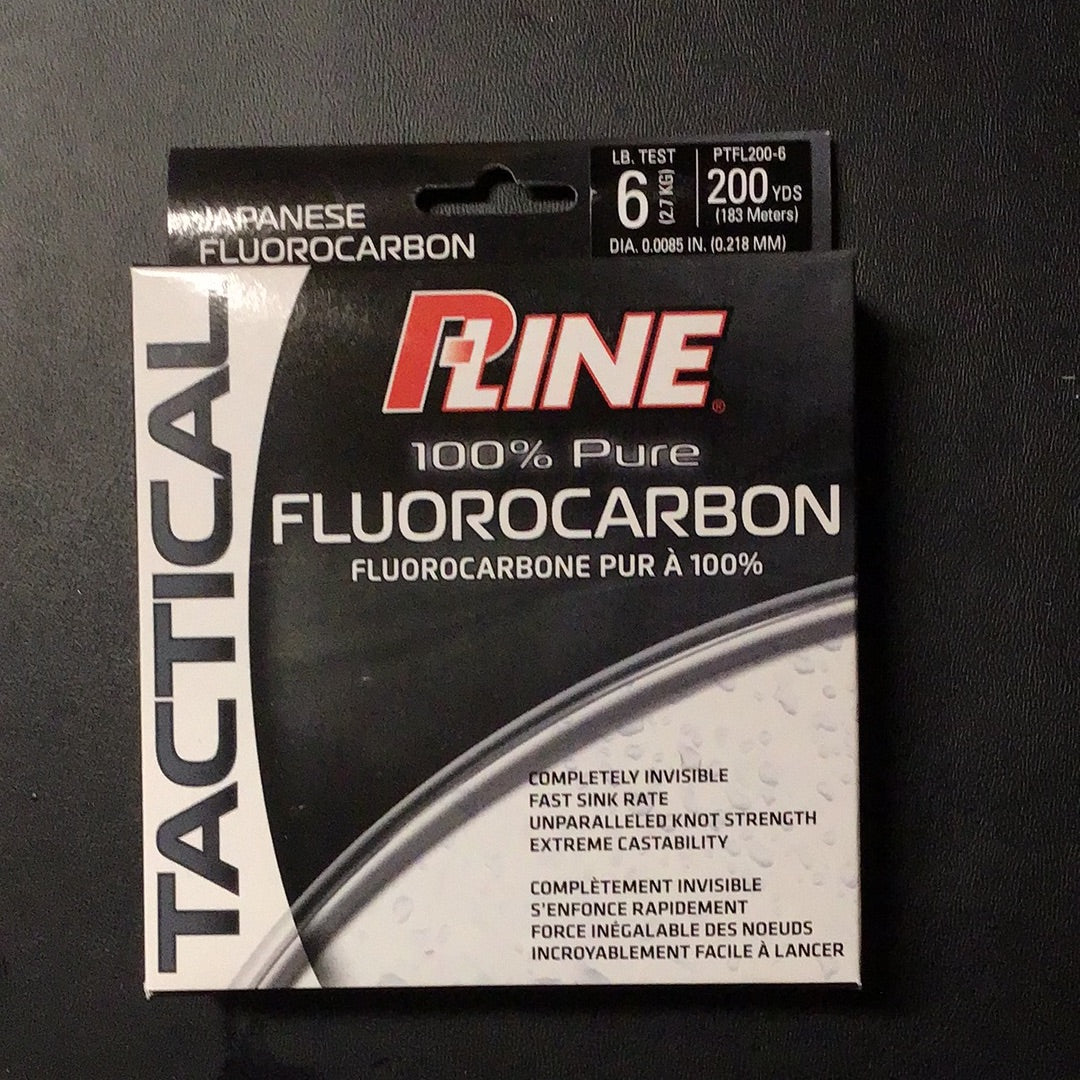 JAPANESE
FLUOROCARBON
LB. TEST
6 (2.7 KG)
PTFL200-6
200 YDS
(183 Meters)
DIA. 0.0085 IN. (0.218 MM)
TACTICAL
P-LINE®
100% Pure
FLUOROCARBON
FLUOROCARBONE PUR À 100%
COMPLETELY INVISIBLE
FAST SINK RATE
UNPARALLELED KNOT STRENGTH
EXTREME CASTABILITY
COMPLÈTEMENT INVISIBLE
S'ENFONCE RAPIDEMENT
FORCE INÉGALABLE DES NOEUDS
INCROYABLEMENT FACILE À LANCER